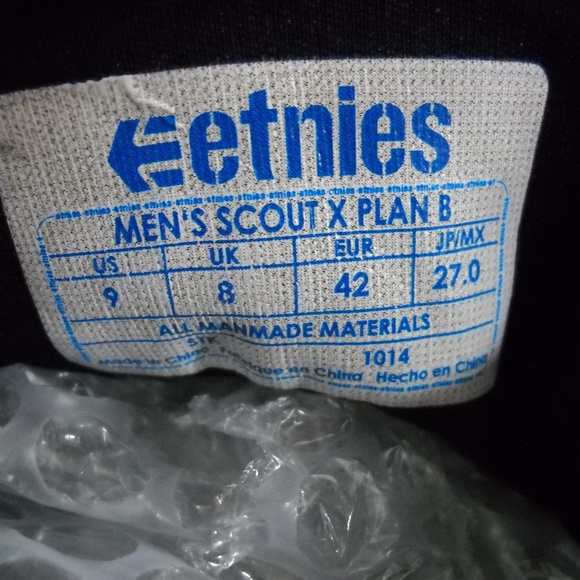 etnies
MEN'S SCOUT X PLAN B
US UK EUR JP/MX
9 8 42 27.0
ALL MANMADE MATERIALS
1014
Made in China en China Hecho en China